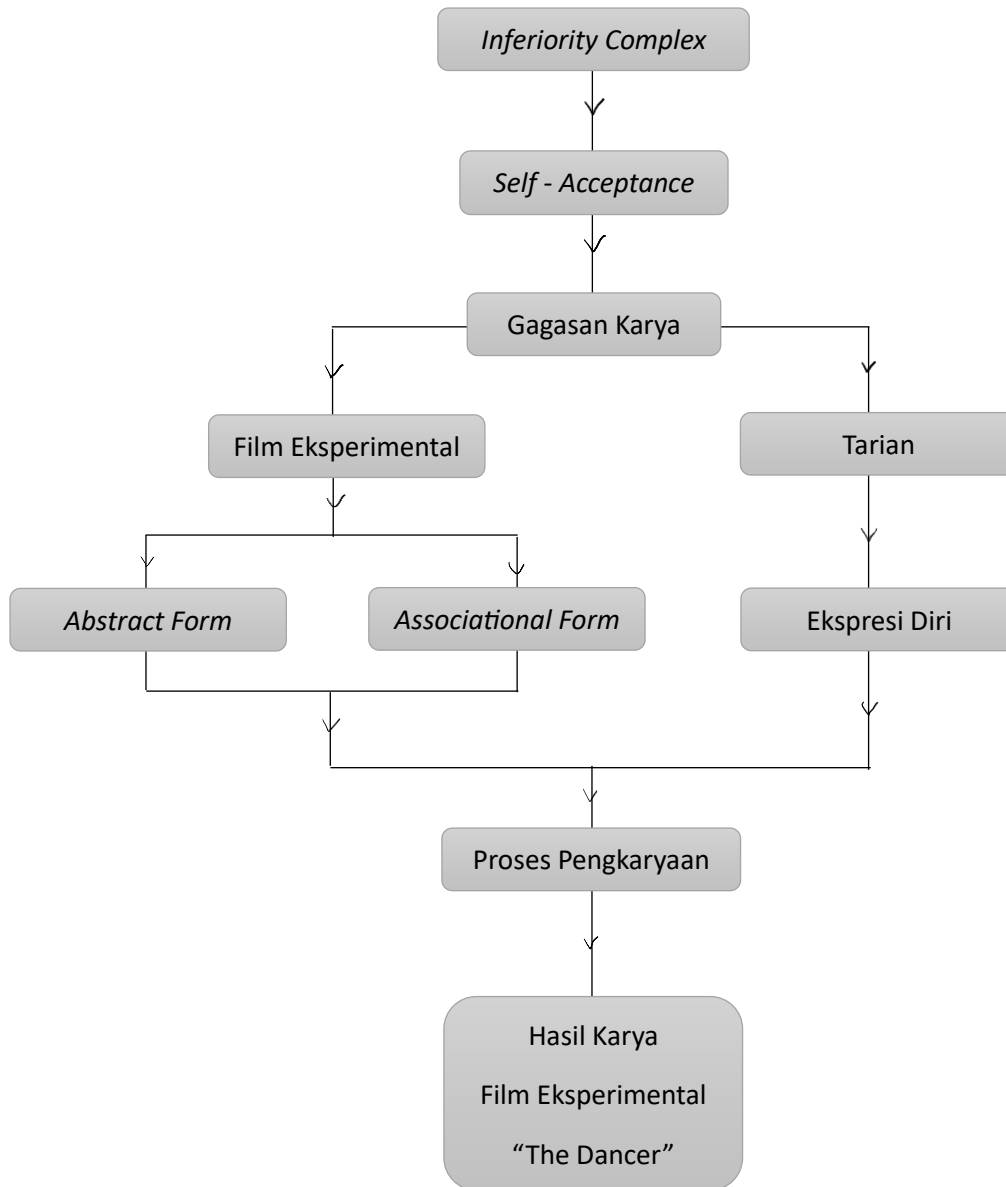 Inferiority Complex
Self - Acceptance
Gagasan Karya
Film Eksperimental
Tarian
Abstract Form
Associational Form
Ekspresi Diri
Proses Pengkaryaan
Hasil Karya
Film Eksperimental
“The Dancer”